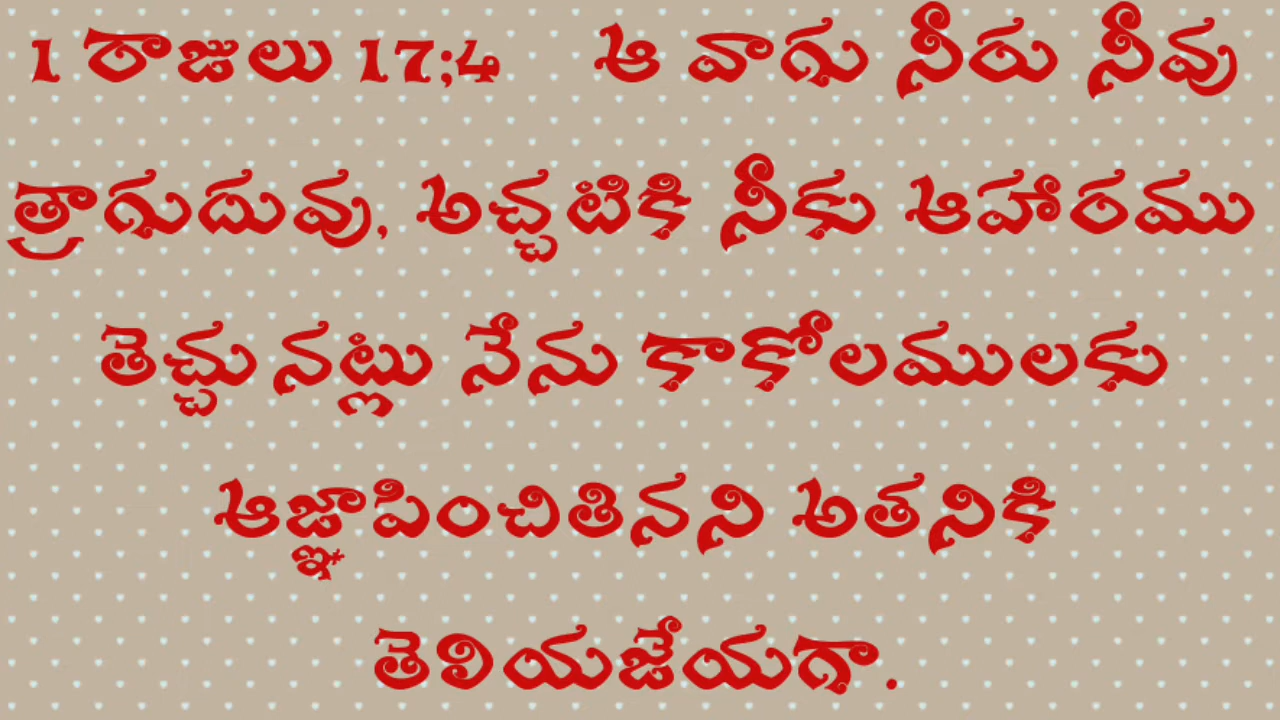 1 రాజులు 17;4 ఆ వాగు నీరు నీవు
త్రాగుదువు, అచ్చటికి నీకు ఆహారము
తెచ్చునట్లు నేను కాకోలములకు
ఆజ్ఞాపించితినని అతనికి
తెలియజేయగా.